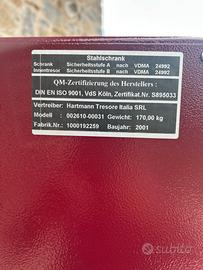 Stahlschrank
Schrank Sicherheitsstufe A nach VDMA 24992
Innentresor Sicherheitsstufe B nach VDMA 24992
QM-Zertifizierung des Herstellers:
DIN EN ISO 9001, VdS Köln, Zertifikat.Nr. S895033
Vertreiber: Hartmann Tresore Italia SRL
Modell : 002610-00031 Gewicht: 170,00 kg
Fabrik.Nr.: 1000192259 Baujahr: 2001
subito